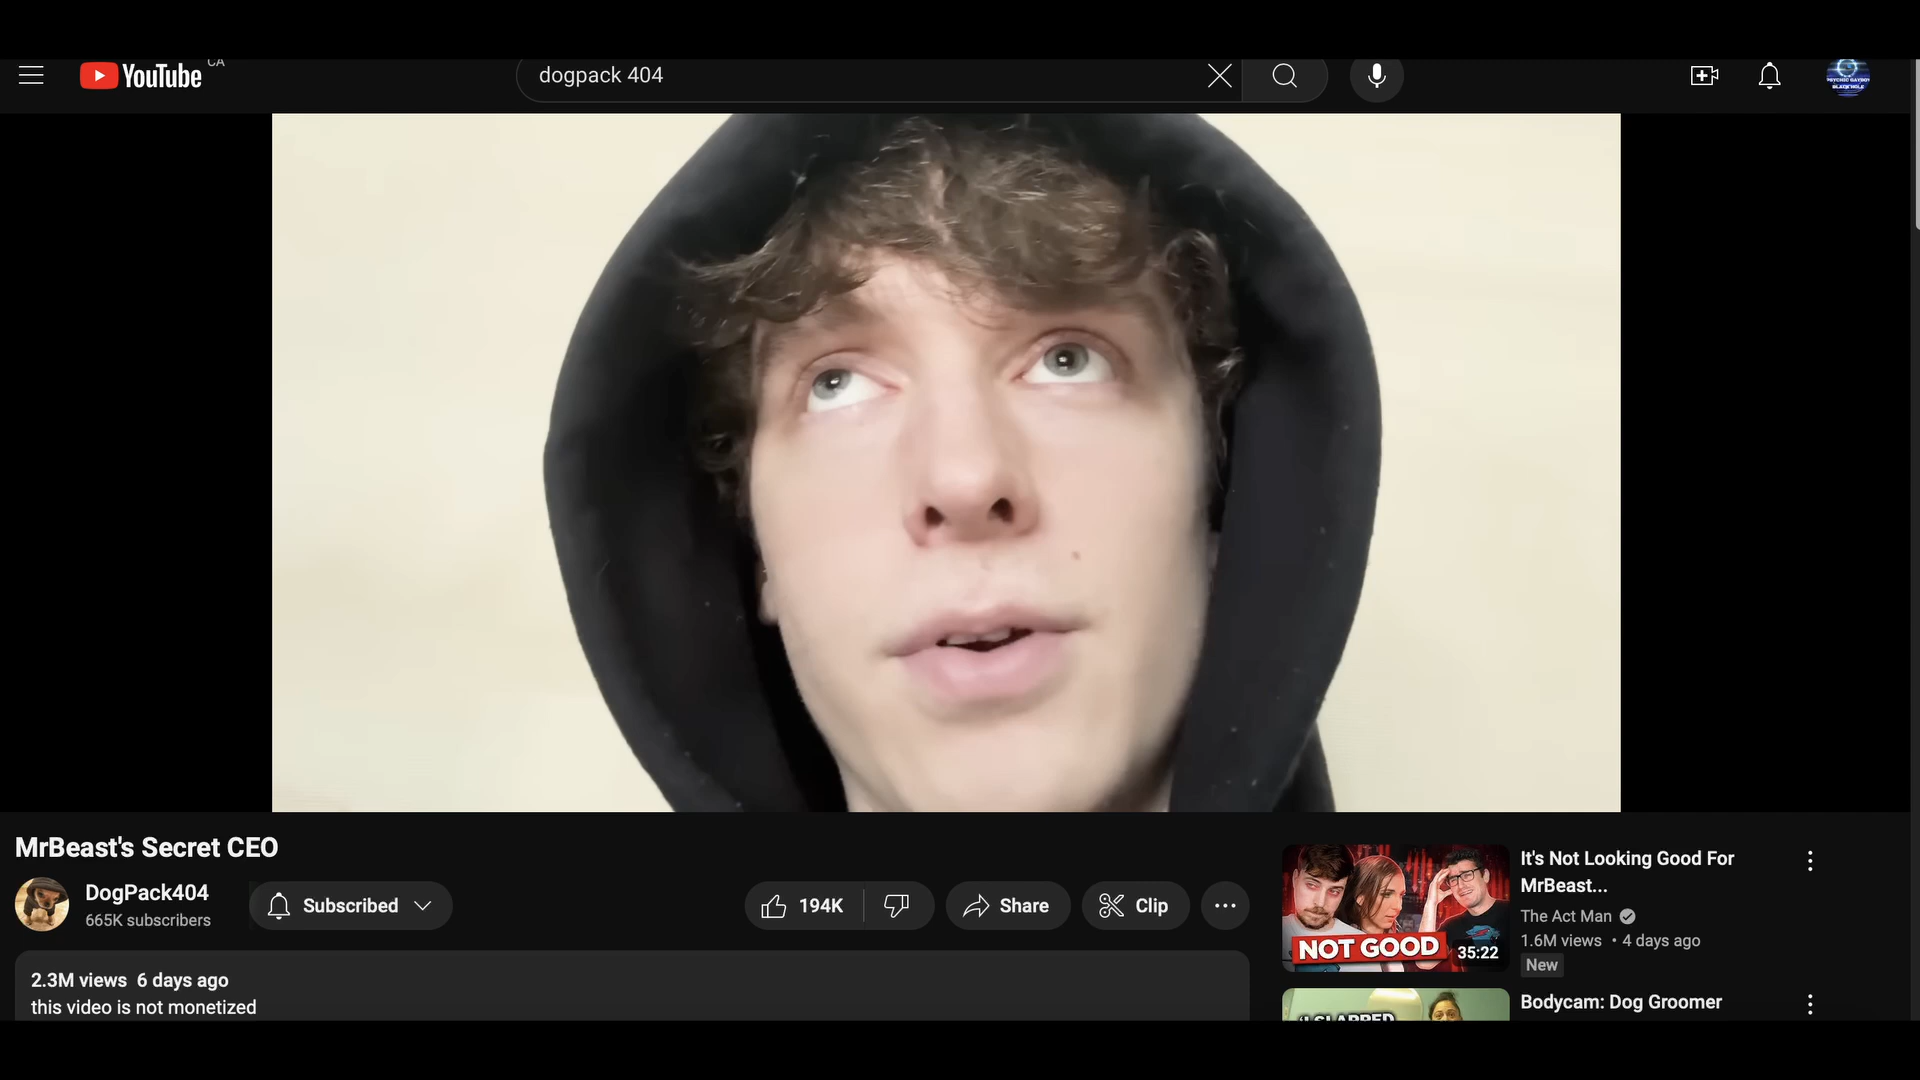 YouTube CA
dogpack 404
MrBeast's Secret CEO
DogPack404
665K subscribers
Subscribed
194K
Share
Clip
2.3M views 6 days ago
this video is not monetized
NOT GOOD
35:22
It's Not Looking Good For
MrBeast...
The Act Man
1.6M views • 4 days ago
New
Bodycam: Dog Groomer